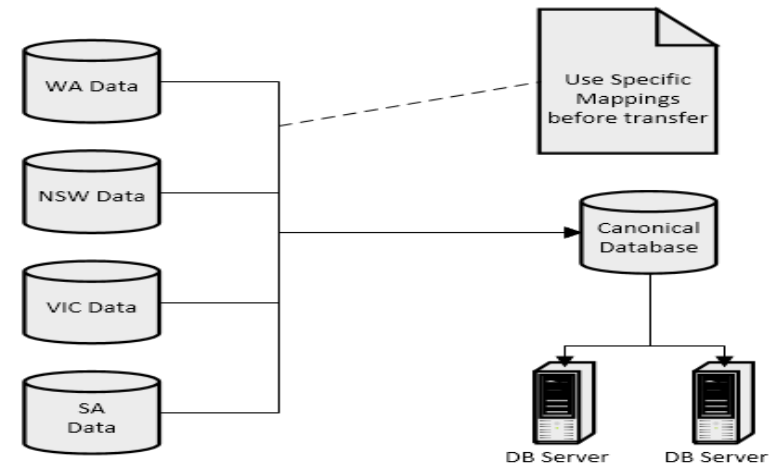 WA Data
NSW Data
VIC Data
SA
Data
Use Specific
Mappings
before transfer
Canonical
Database
DB Server
DB Server